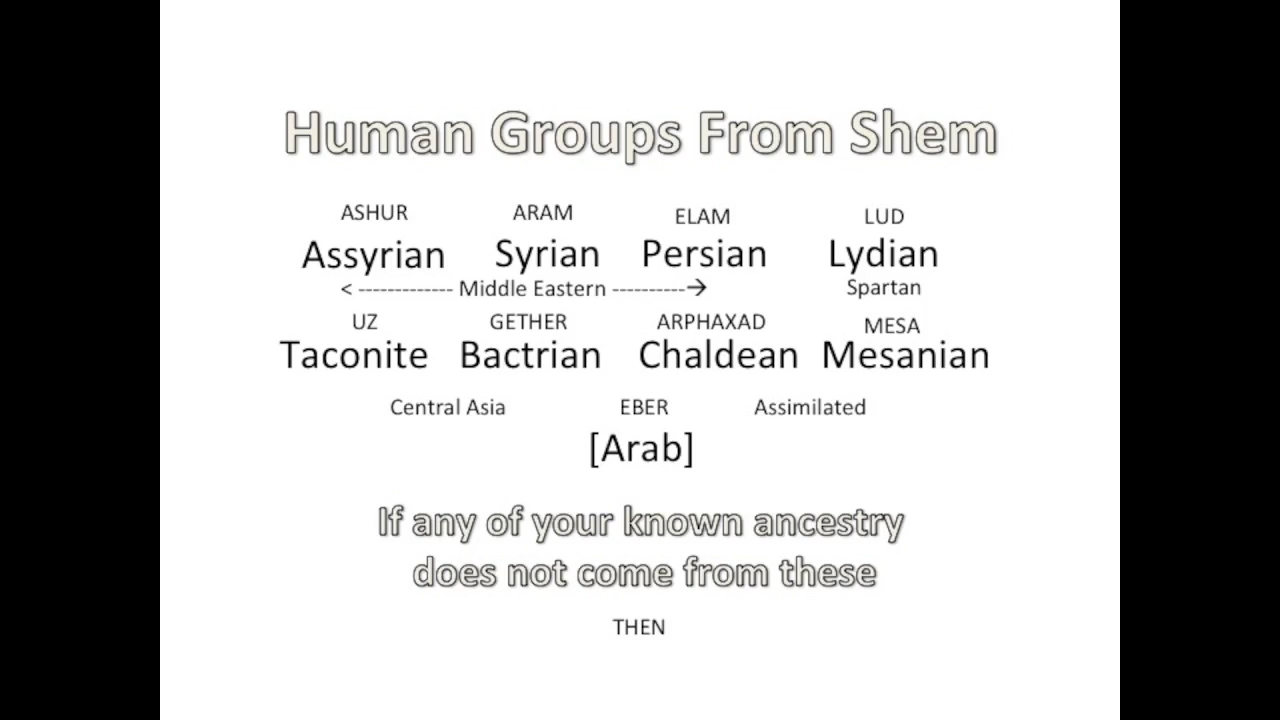 Human Groups From Shem
ASHUR ARAM ELAM LUD
Assyrian Syrian Persian Lydian
< ------------- Middle Eastern ----------→ Spartan
UZ GETHER ARPHAXAD MESA
Taconite Bactrian Chaldean Mesanian
Central Asia EBER Assimilated
[Arab]
If any of your known ancestry
does not come from these
THEN